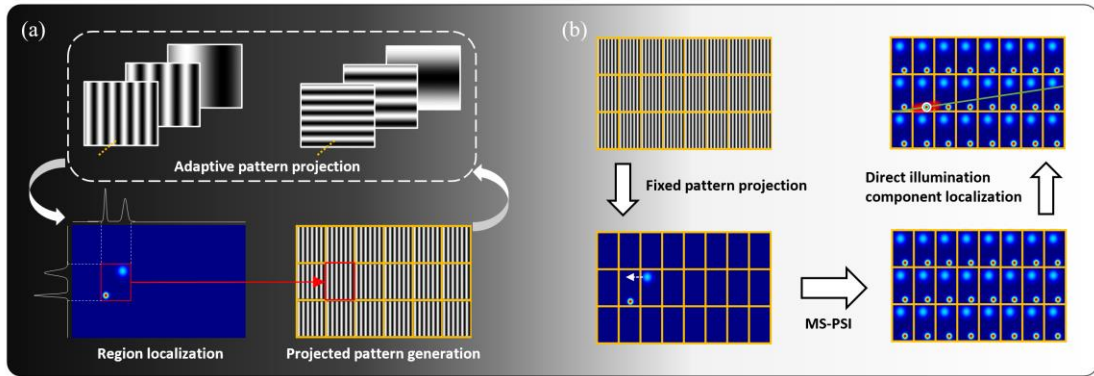 (a)
Adaptive pattern projection
Region localization
Projected pattern generation
(b)
Fixed pattern projection
MS-PSI
Direct illumination
component localization